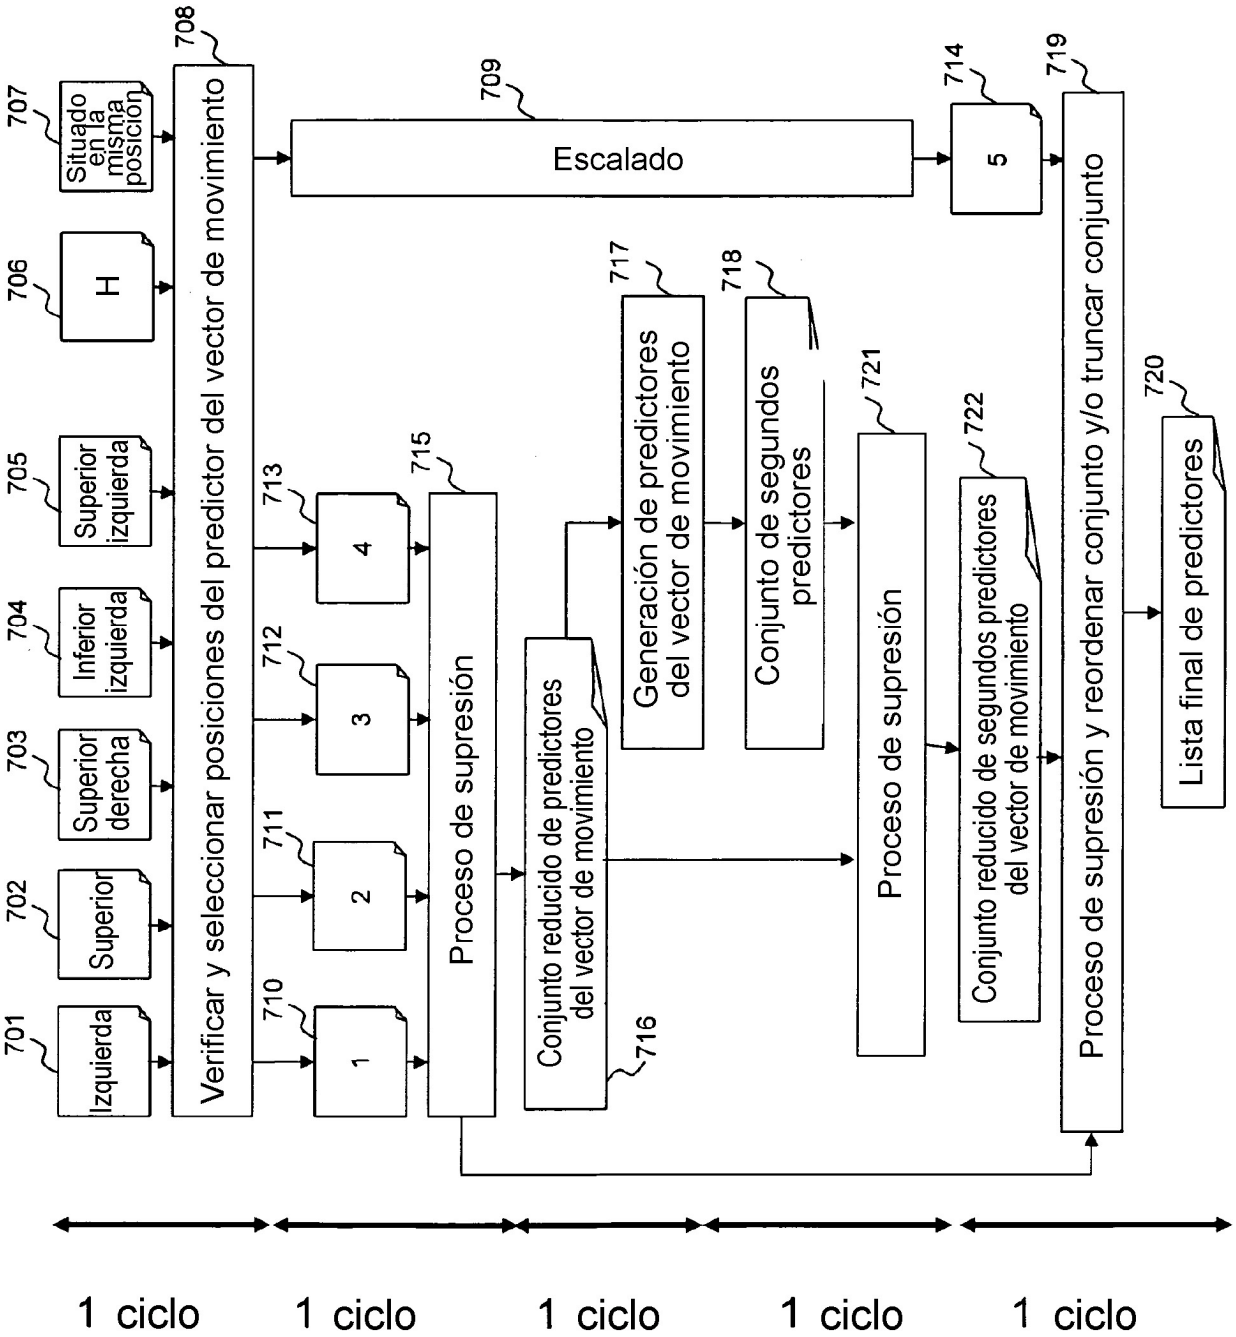 701
702
703
704
705
706
707
Izquierda
Superior
Superior
derecha
Inferior
izquierda
Superior
izquierda
H
Situado
en la
misma
posición
708
Verificar y seleccionar posiciones del predictor del vector de movimiento
709
Escalado
710
711
712
713
1
2
3
4
715
Proceso de supresión
716
Conjunto reducido de predictores
del vector de movimiento
717
Generación de predictores
del vector de movimiento
718
Conjunto de segundos
predictores
721
Proceso de supresión
722
Conjunto reducido de segundos predictores
del vector de movimiento
714
5
719
Proceso de supresión y reordenar conjunto y/o truncar conjunto
720
Lista final de predictores
1 ciclo
1 ciclo
1 ciclo
1 ciclo
1 ciclo